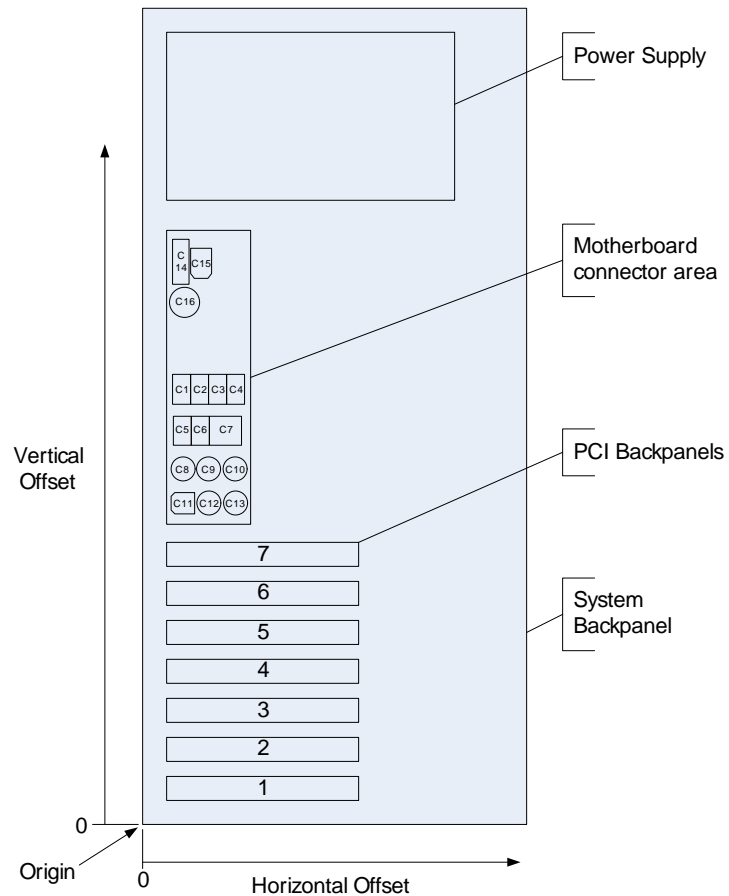 Power Supply
Motherboard
connector area
C
14
C15
C16
C1 C2 C3 C4
C5 C6 C7
C8 C9 C10
C11 C12 C13
Vertical
Offset
PCI Backpanels
7
6
5
4
3
2
1
System
Backpanel
0
Origin
0
Horizontal Offset